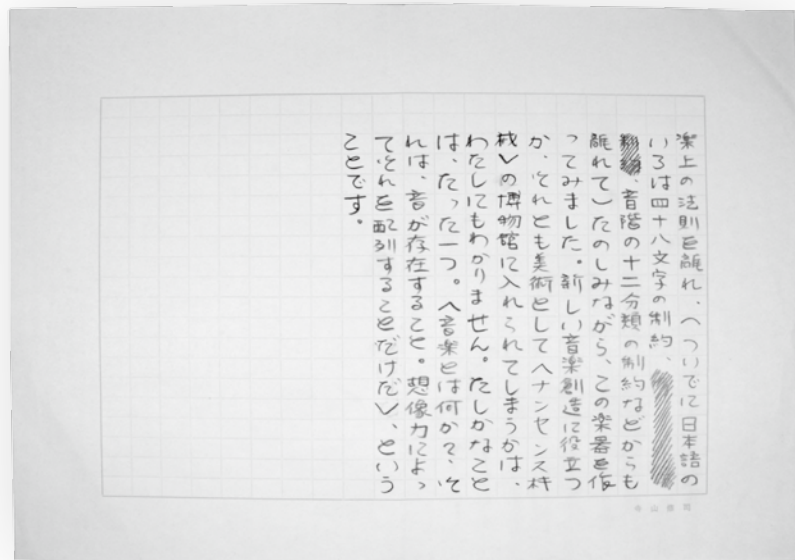 楽上の法則を離れ、〈ついでに日本語の
いろは四十八文字の制約、
、音階の十二分類の制約などからも
離れて〉たのしみながら、この楽器を作
ってみました。新しい音楽創造に役立つ
か、それとも美術として〈ナンセンス機
械〉の博物館に入れられてしまうかは、
わたしにもわかりません。たしかなこと
は、たった一つ。〈音楽とは何か?、そ
れは、音が存在すること。想像力によっ
てそれを配列することだけだ〉、という
ことです。
寺山修司